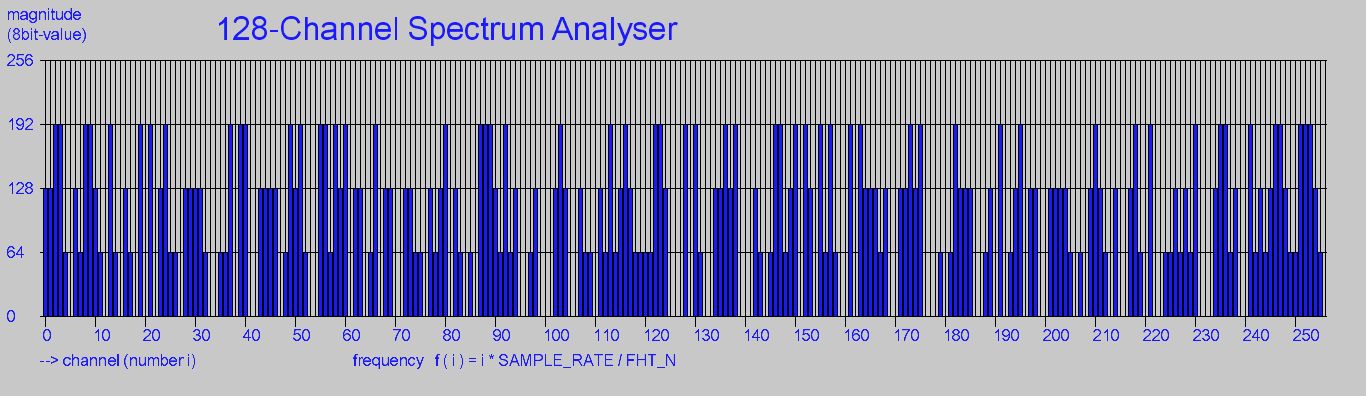 magnitude
(8bit-value)
128-Channel Spectrum Analyser
256
192
128
64
0
0 10 20 30 40 50 60 70 80 90 100 110 120 130 140 150 160 170 180 190 200 210 220 230 240 250
--> channel (number i)
frequency f ( i ) = i * SAMPLE_RATE / FHT_N